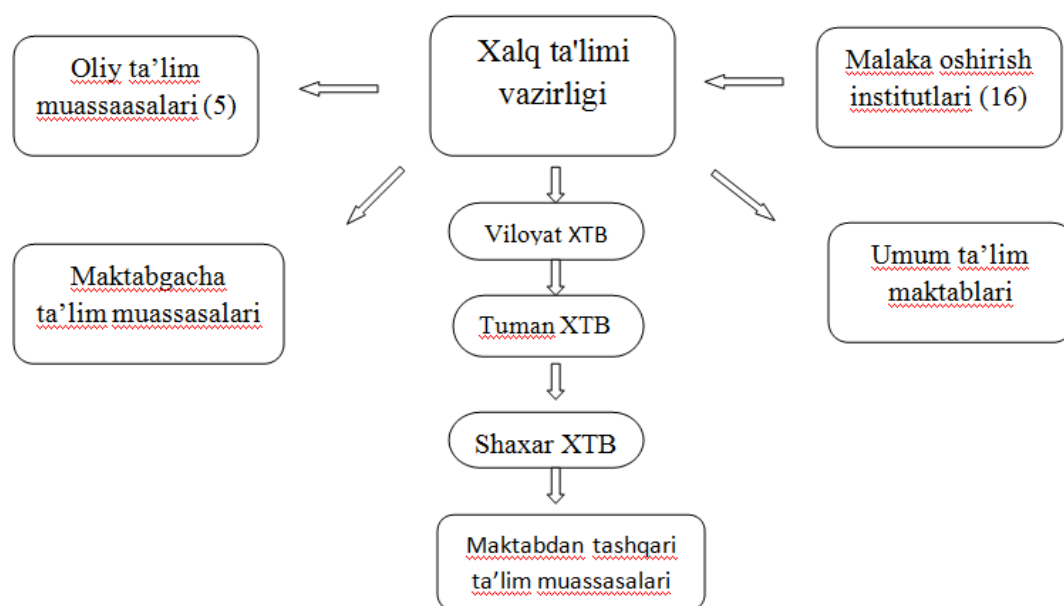 Oliy ta’lim
muassaasalari (5)
Xalq ta'limi
vazirligi
Malaka oshirish
institutlari (16)
Viloyat XTB
Maktabgacha
ta’lim muassasalari
Umum ta’lim
maktablari
Tuman XTB
Shaxar XTB
Maktabdan tashqari
ta’lim muassasalari